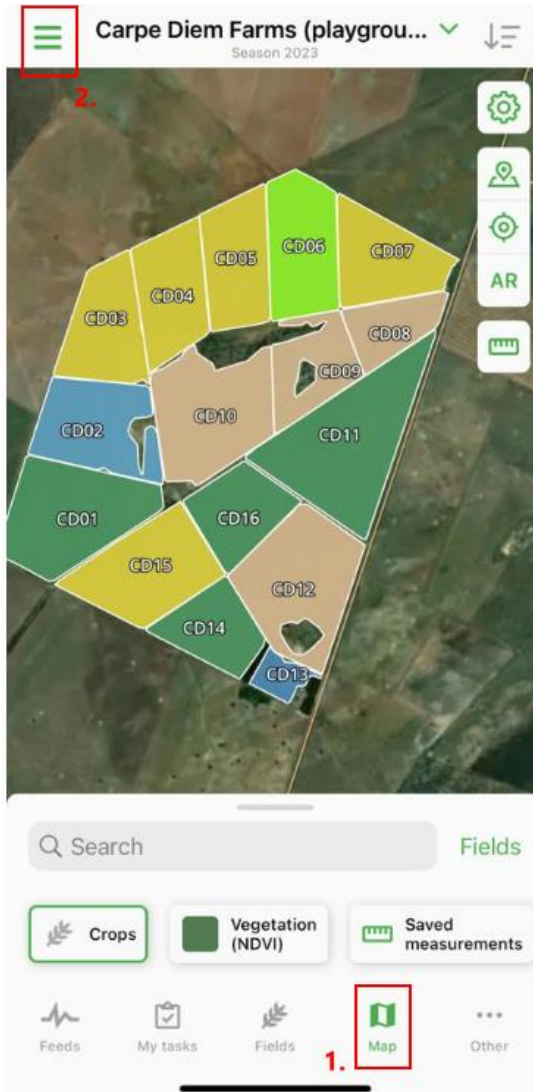 Carpe Diem Farms (playgrou...
Season 2023
2.
CD06
CD05
CD07
CD04
AR
CD03
CD08
CD09
CD10
CD02
CD11
CD01
CD16
CD15
CD12
CD14
CD13
Search
Fields
Crops
Vegetation
(NDVI)
Saved
measurements
1.
Feeds
My tasks
Fields
Map
Other